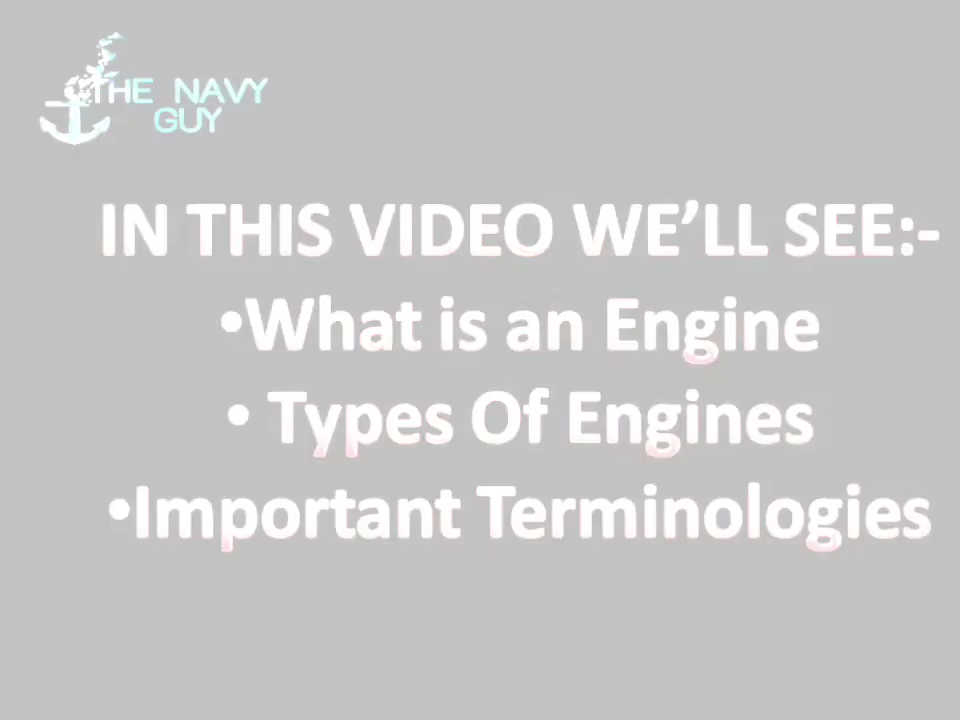 THE NAVY
GUY
IN THIS VIDEO WE’LL SEE:-
•What is an Engine
• Types Of Engines
•Important Terminologies